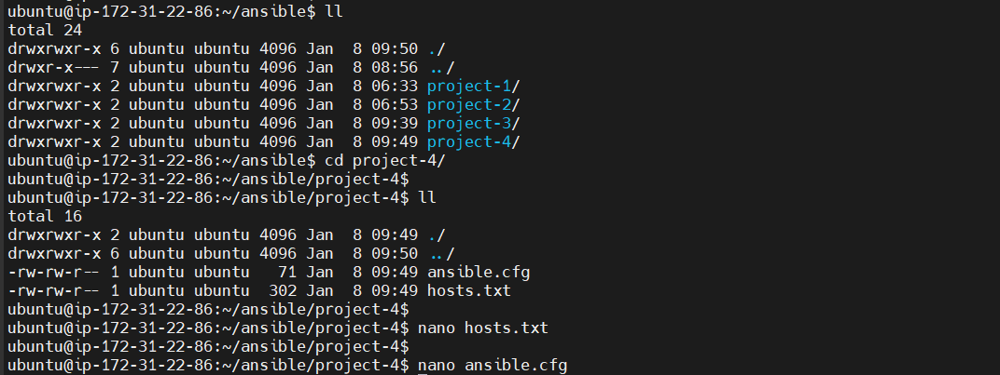 ubuntu@ip-172-31-22-86:~/ansible$ ll
total 24
drwxrwxr-x 6 ubuntu ubuntu 4096 Jan  8 09:50 ./
drwxr-x--- 7 ubuntu ubuntu 4096 Jan  8 08:56 ../
drwxrwxr-x 2 ubuntu ubuntu 4096 Jan  8 06:33 project-1/
drwxrwxr-x 2 ubuntu ubuntu 4096 Jan  8 06:53 project-2/
drwxrwxr-x 2 ubuntu ubuntu 4096 Jan  8 09:39 project-3/
drwxrwxr-x 2 ubuntu ubuntu 4096 Jan  8 09:49 project-4/
ubuntu@ip-172-31-22-86:~/ansible$ cd project-4/
ubuntu@ip-172-31-22-86:~/ansible/project-4$
ubuntu@ip-172-31-22-86:~/ansible/project-4$ ll
total 16
drwxrwxr-x 2 ubuntu ubuntu 4096 Jan  8 09:49 ./
drwxrwxr-x 6 ubuntu ubuntu 4096 Jan  8 09:50 ../
-rw-rw-r-- 1 ubuntu ubuntu   71 Jan  8 09:49 ansible.cfg
-rw-rw-r-- 1 ubuntu ubuntu  302 Jan  8 09:49 hosts.txt
ubuntu@ip-172-31-22-86:~/ansible/project-4$
ubuntu@ip-172-31-22-86:~/ansible/project-4$ nano hosts.txt
ubuntu@ip-172-31-22-86:~/ansible/project-4$
ubuntu@ip-172-31-22-86:~/ansible/project-4$ nano ansible.cfg